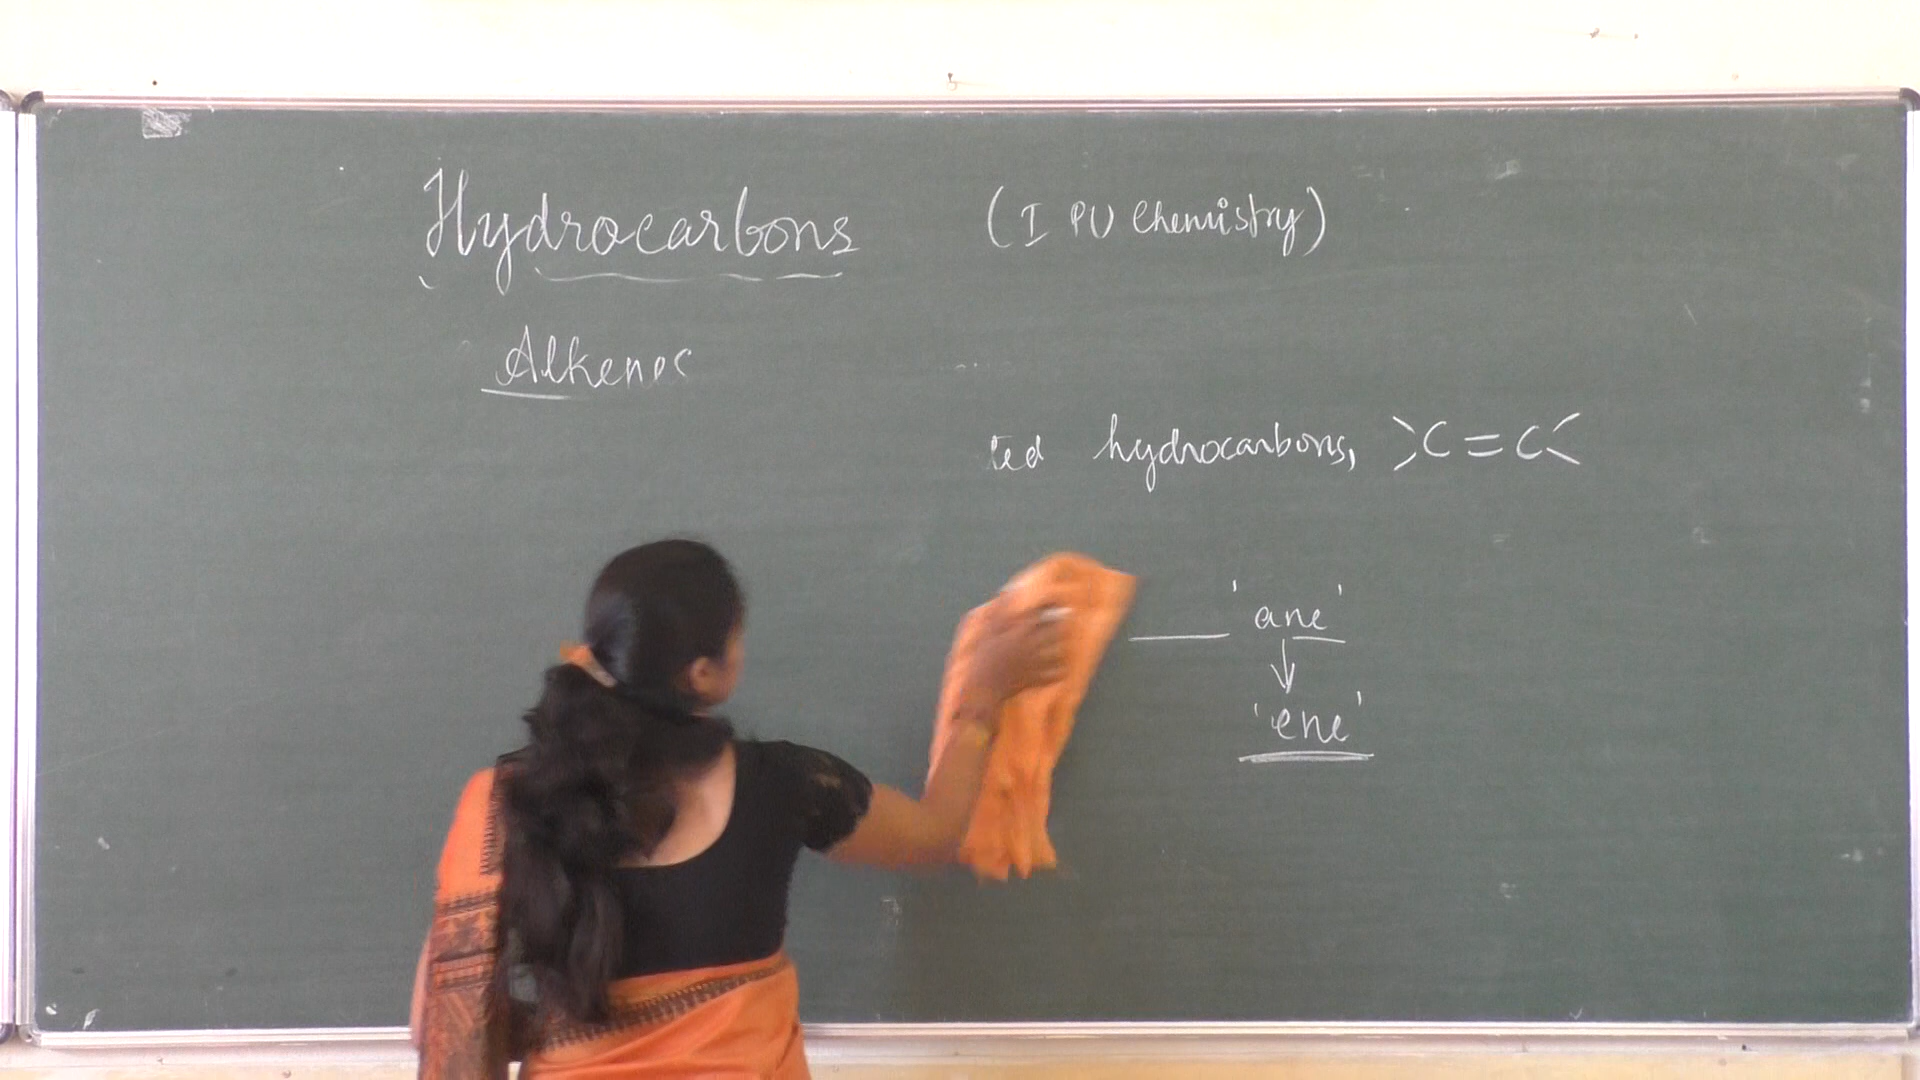 Hydrocarbons (I PU Chemistry)
Alkenes
ted hydrocarbons, >C=C<
'ane'
↓
'ene'